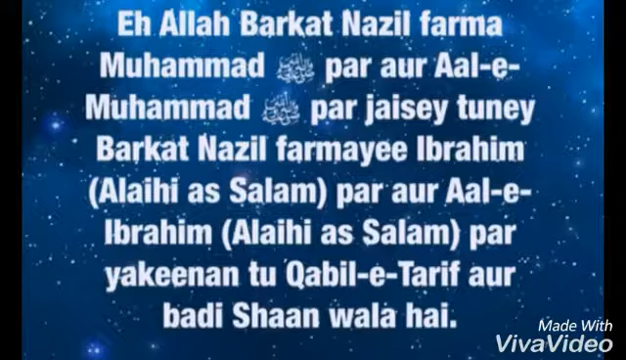 Eh Allah Barkat Nazil farma
Muhammad ﷺ par aur Aal-e-
Muhammad ﷺ par jaisey tuney
Barkat Nazil farmayee Ibrahim
(Alaihi as Salam) par aur Aal-e-
Ibrahim (Alaihi as Salam) par
yakeenan tu Qabil-e-Tarif aur
badi Shaan wala hai.
Made With
VivaVideo